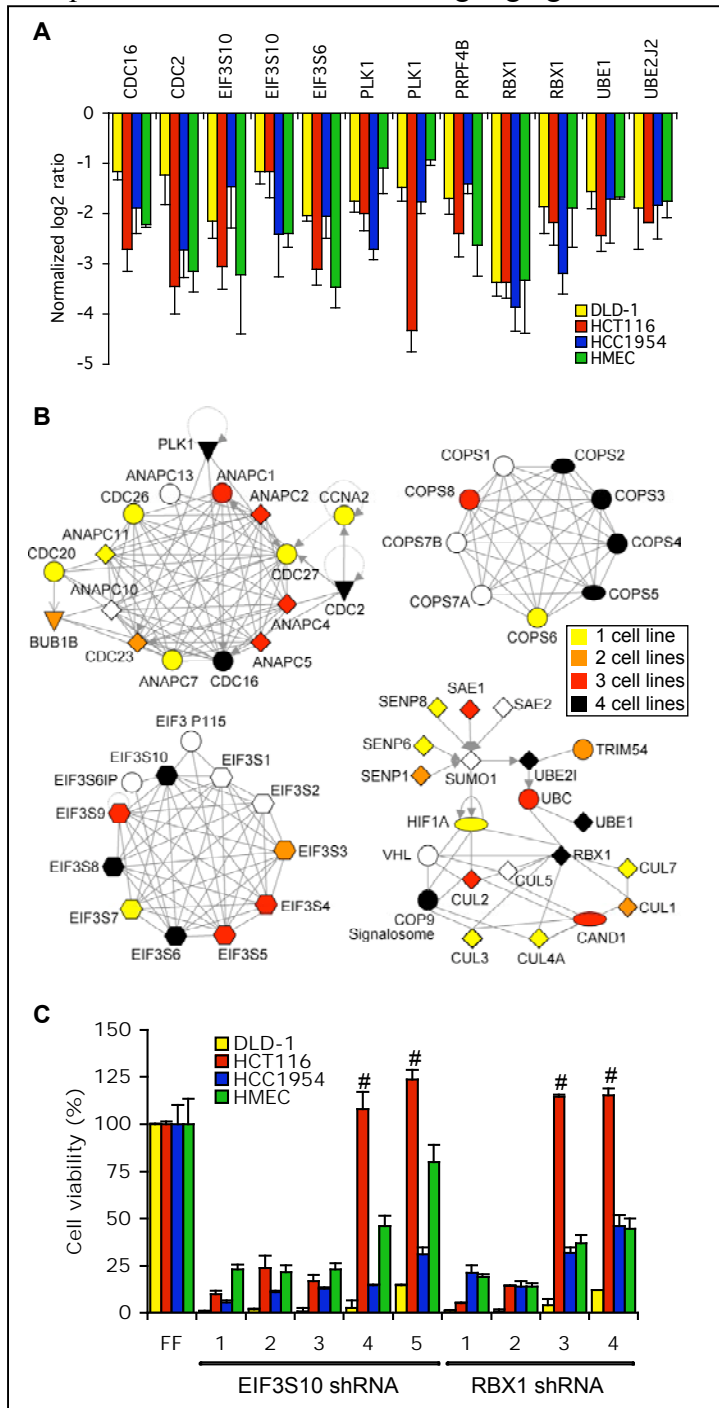 A
CDC16
CDC2
EIF3S10
EIF3S10
EIF3S6
PLK1
PLK1
PRPF4B
RBX1
RBX1
UBE1
UBE2J2
Normalized log2 ratio
0
-1
-2
-3
-4
-5
DLD-1
HCT116
HCC1954
HMEC
B
PLK1
ANAPC13
ANAPC1
ANAPC2
CCNA2
CDC26
ANAPC11
CDC20
CDC27
ANAPC10
CDC2
BUB1B
ANAPC4
CDC23
ANAPC5
ANAPC7
CDC16
COPS1
COPS2
COPS8
COPS3
COPS7B
COPS4
COPS7A
COPS5
COPS6
1 cell line
2 cell lines
3 cell lines
4 cell lines
EIF3 P115
EIF3S10
EIF3S1
EIF3S6IP
EIF3S2
EIF3S9
EIF3S3
EIF3S8
EIF3S4
EIF3S7
EIF3S6
EIF3S5
SENP8
SAE1
SAE2
SENP6
TRIM54
SENP1
SUMO1
UBE2I
UBC
HIF1A
UBE1
VHL
RBX1
CUL5
CUL7
CUL2
CUL1
COP9
Signalosome
CAND1
CUL3
CUL4A
C
Cell viability (%)
150
125
100
75
50
25
0
DLD-1
HCT116
HCC1954
HMEC
#
#
#
#
FF
1
2
3
4
5
1
2
3
4
EIF3S10 shRNA
RBX1 shRNA